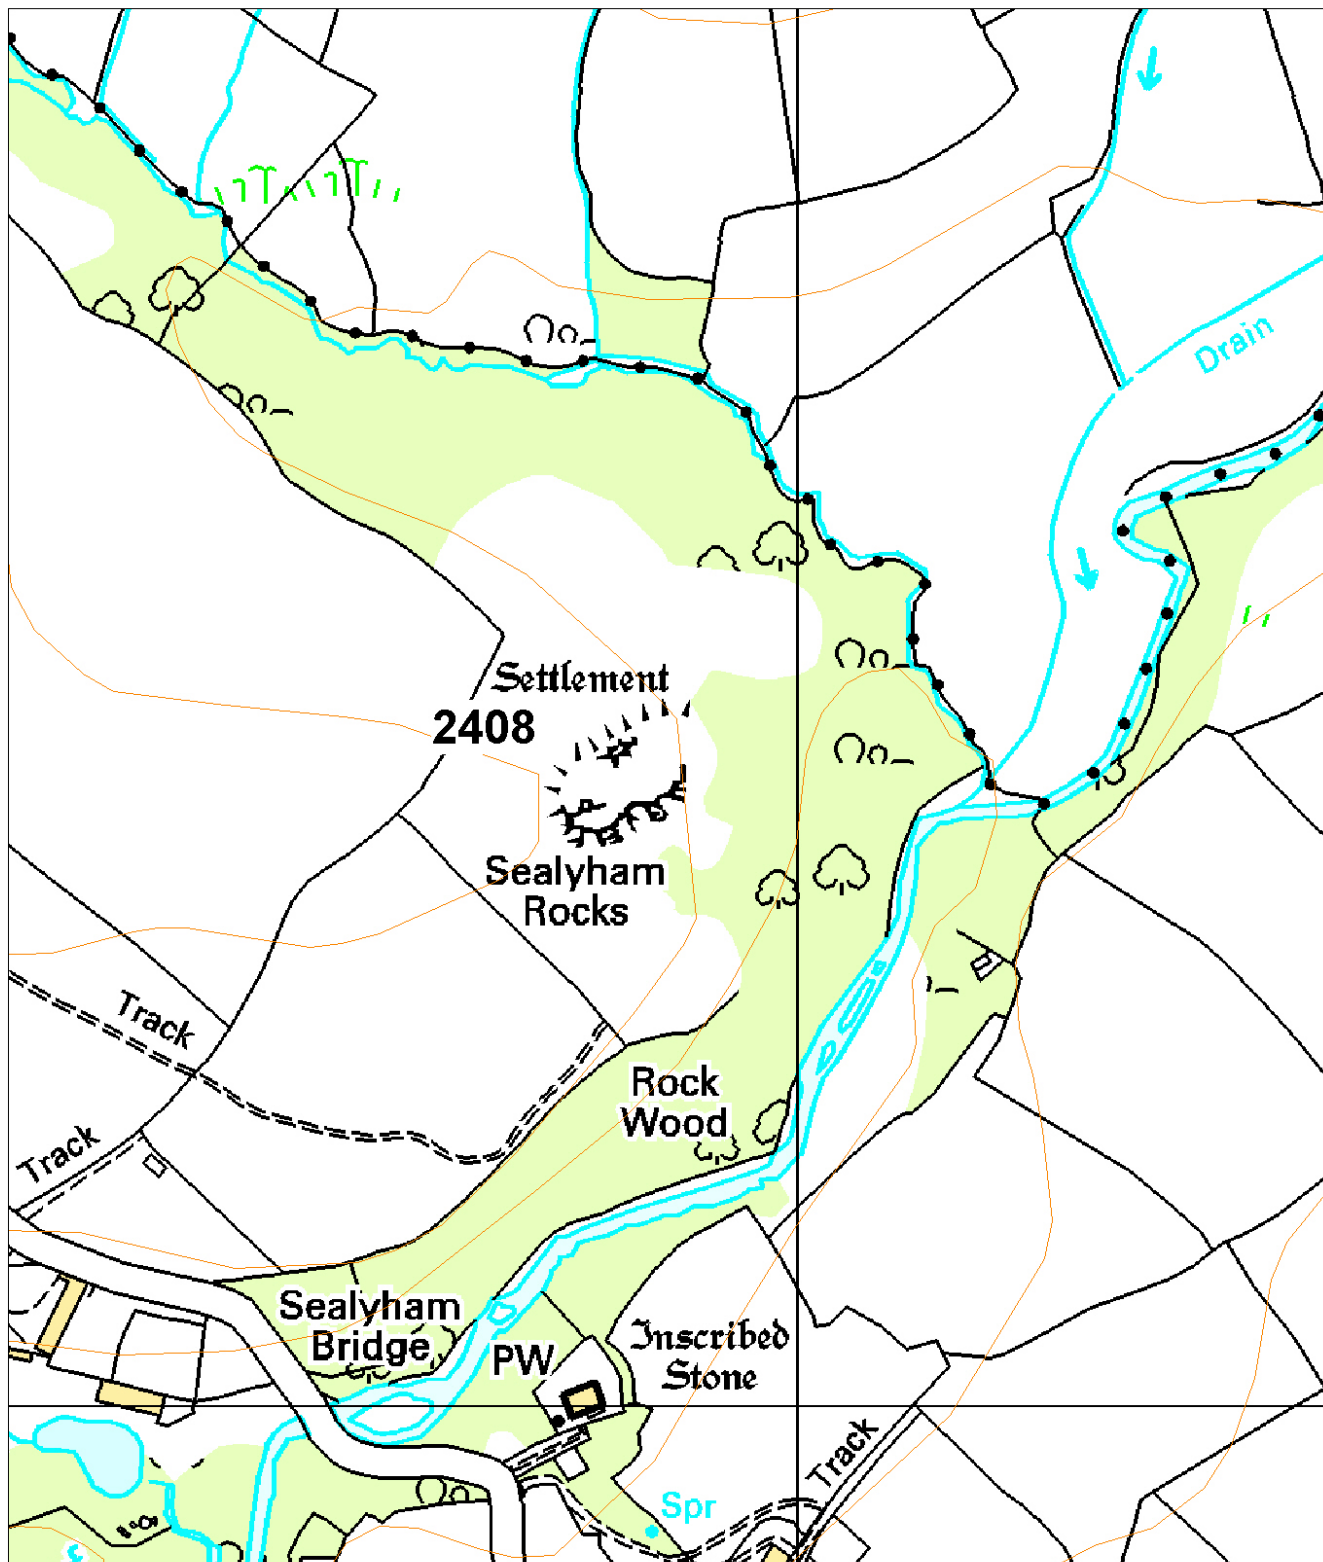 Drain
Settlement
2408
Sealyham
Rocks
Track
Rock
Wood
Track
Sealyham
Bridge
PW
Inscribed
Stone
Track
Spr